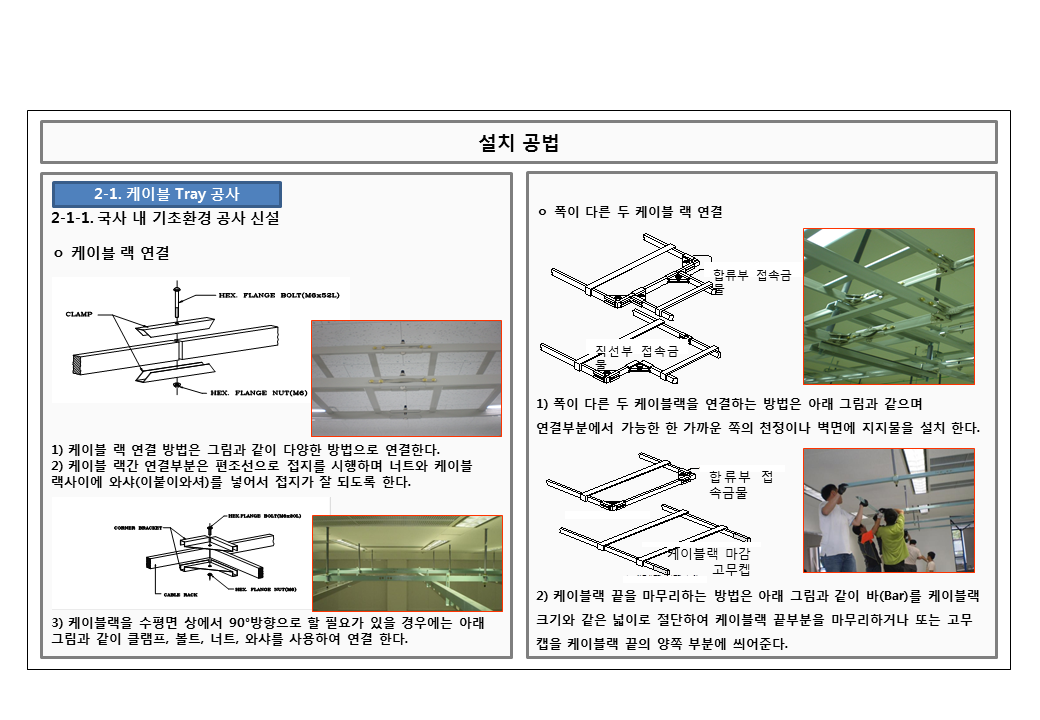 설치 공법
2-1. 케이블 Tray 공사
2-1-1. 국사 내 기초환경 공사 신설
ㅇ 케이블 랙 연결
HEX. FLANGE BOLT(M6x52L)
CLAMP
HEX. FLANGE NUT(M6)
1) 케이블 랙 연결 방법은 그림과 같이 다양한 방법으로 연결한다.
2) 케이블 랙간 연결부분은 편조선으로 접지를 시행하며 너트와 케이블
랙사이에 와샤(이붙이와셔)를 넣어서 접지가 잘 되도록 한다.
HEX.FLANGE BOLT(M6x80L)
CORNER BRACKET
HEX. FLANGE NUT(M6)
CABLE RACK
3) 케이블랙을 수평면 상에서 90°방향으로 할 필요가 있을 경우에는 아래
그림과 같이 클램프, 볼트, 너트, 와샤를 사용하여 연결 한다.
ㅇ 폭이 다른 두 케이블 랙 연결
합류부 접속금
물
직선부 접속금
물
1) 폭이 다른 두 케이블랙을 연결하는 방법은 아래 그림과 같으며
연결부분에서 가능한 한 가까운 쪽의 천정이나 벽면에 지지물을 설치 한다.
합류부 접
속금물
케이블랙 마감
고무켑
2) 케이블랙 끝을 마무리하는 방법은 아래 그림과 같이 바(Bar)를 케이블랙
크기와 같은 넓이로 절단하여 케이블랙 끝부분을 마무리하거나 또는 고무
캡을 케이블랙 끝의 양쪽 부분에 씌어준다.